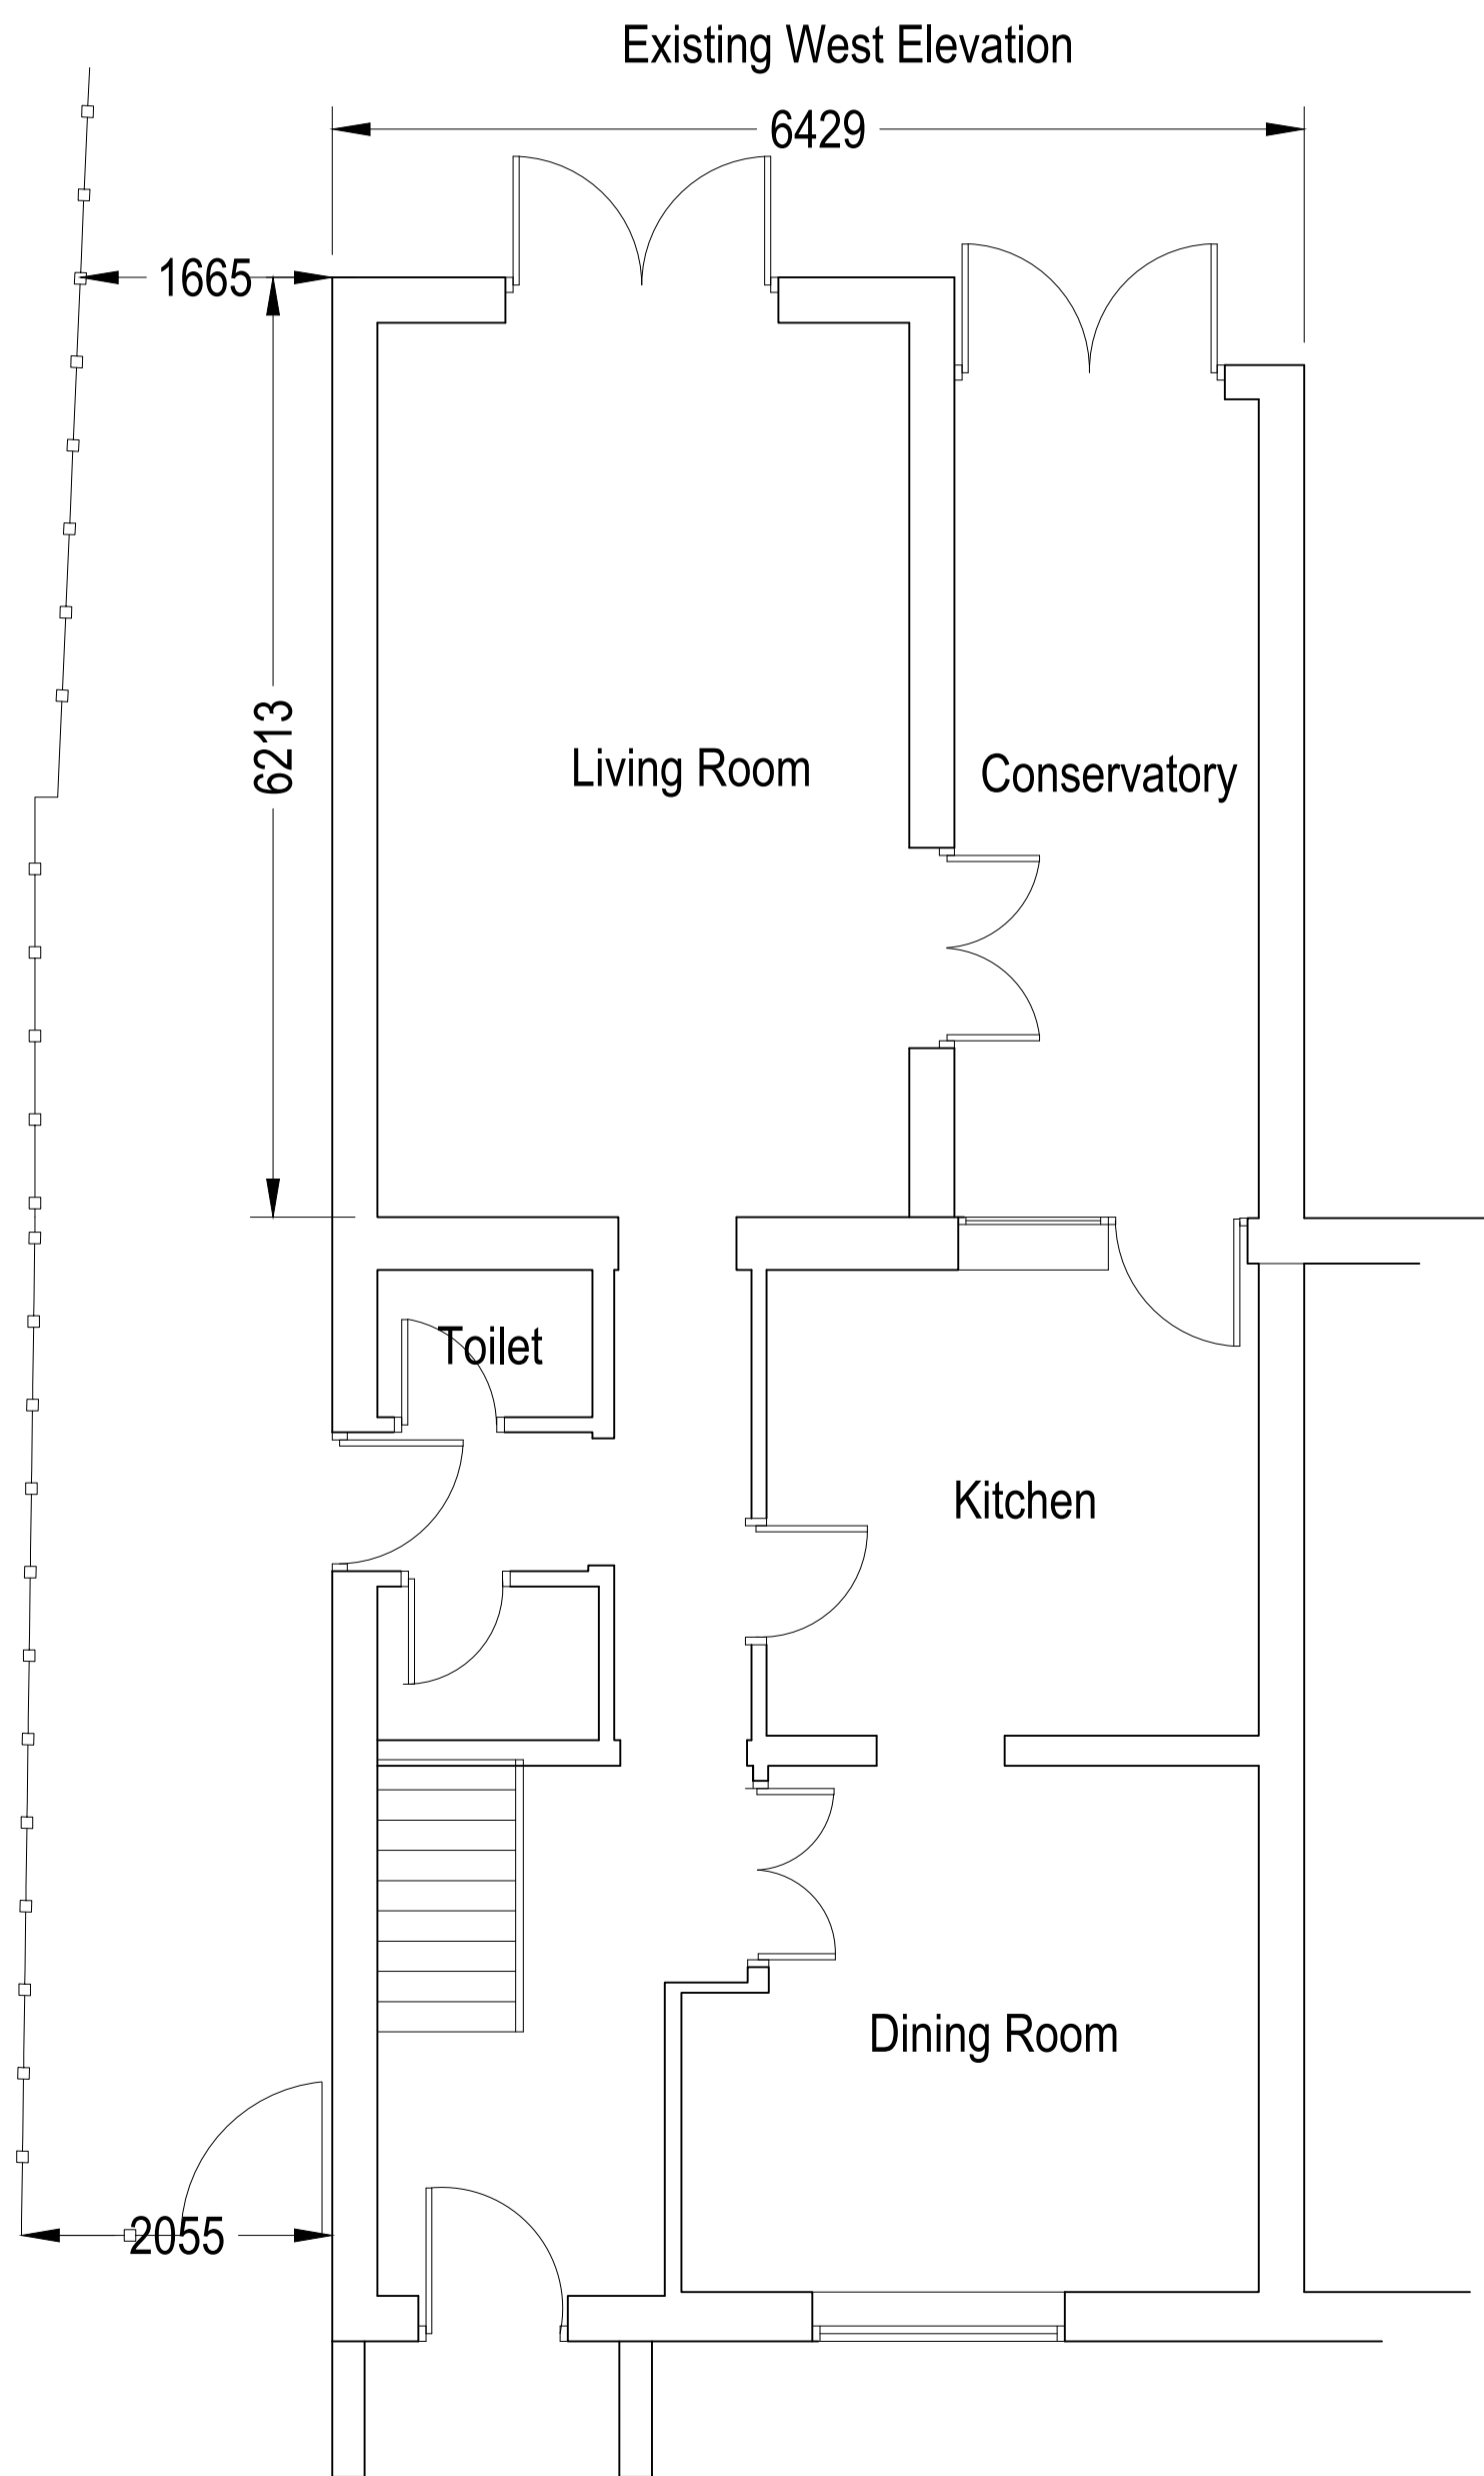 Existing West Elevation
6429
1665
6213
Living Room
Conservatory
Toilet
Kitchen
Dining Room
2055